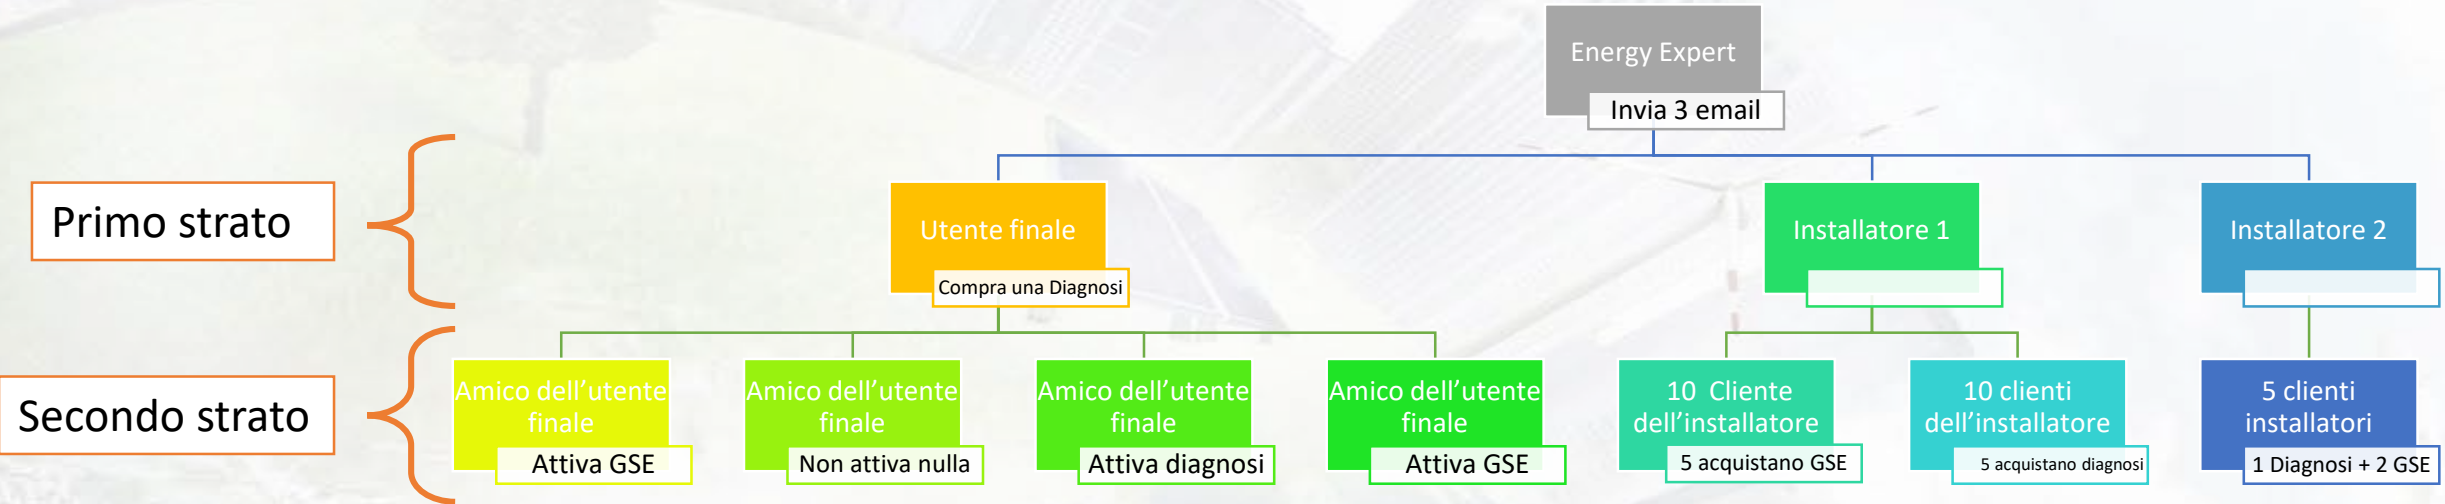 Energy Expert
Invia 3 email
Primo strato
Utente finale
Compra una Diagnosi
Installatore 1
Installatore 2
Secondo strato
Amico dell’utente
finale
Attiva GSE
Amico dell’utente
finale
Non attiva nulla
Amico dell’utente
finale
Attiva diagnosi
Amico dell’utente
finale
Attiva GSE
10 Cliente
dell’installatore
5 acquistano GSE
10 clienti
dell’installatore
5 acquistano diagnosi
5 clienti
installatori
1 Diagnosi + 2 GSE